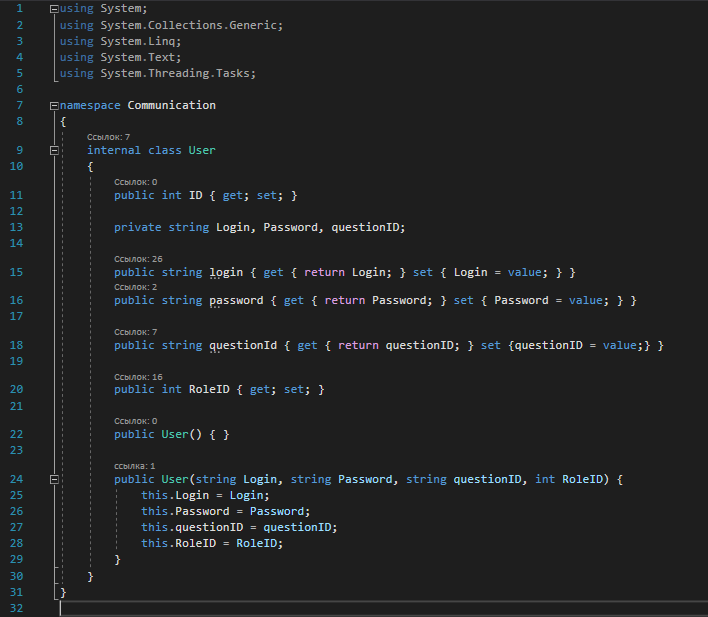 1 using System;
2 using System.Collections.Generic;
3 using System.Linq;
4 using System.Text;
5 using System.Threading.Tasks;
6
7 namespace Communication
8 {
Ссылок: 7
9 internal class User
10 {
Ссылок: 0
11 public int ID { get; set; }
12
13 private string Login, Password, questionID;
14
Ссылок: 26
15 public string login { get { return Login; } set { Login = value; } }
Ссылок: 2
16 public string password { get { return Password; } set { Password = value; } }
17
Ссылок: 7
18 public string questionId { get { return questionID; } set {questionID = value;} }
19
Ссылок: 16
20 public int RoleID { get; set; }
21
Ссылок: 0
22 public User() { }
23
ссылка: 1
24 public User(string Login, string Password, string questionID, int RoleID) {
25 this.Login = Login;
26 this.Password = Password;
27 this.questionID = questionID;
28 this.RoleID = RoleID;
29 }
30 }
31 }
32